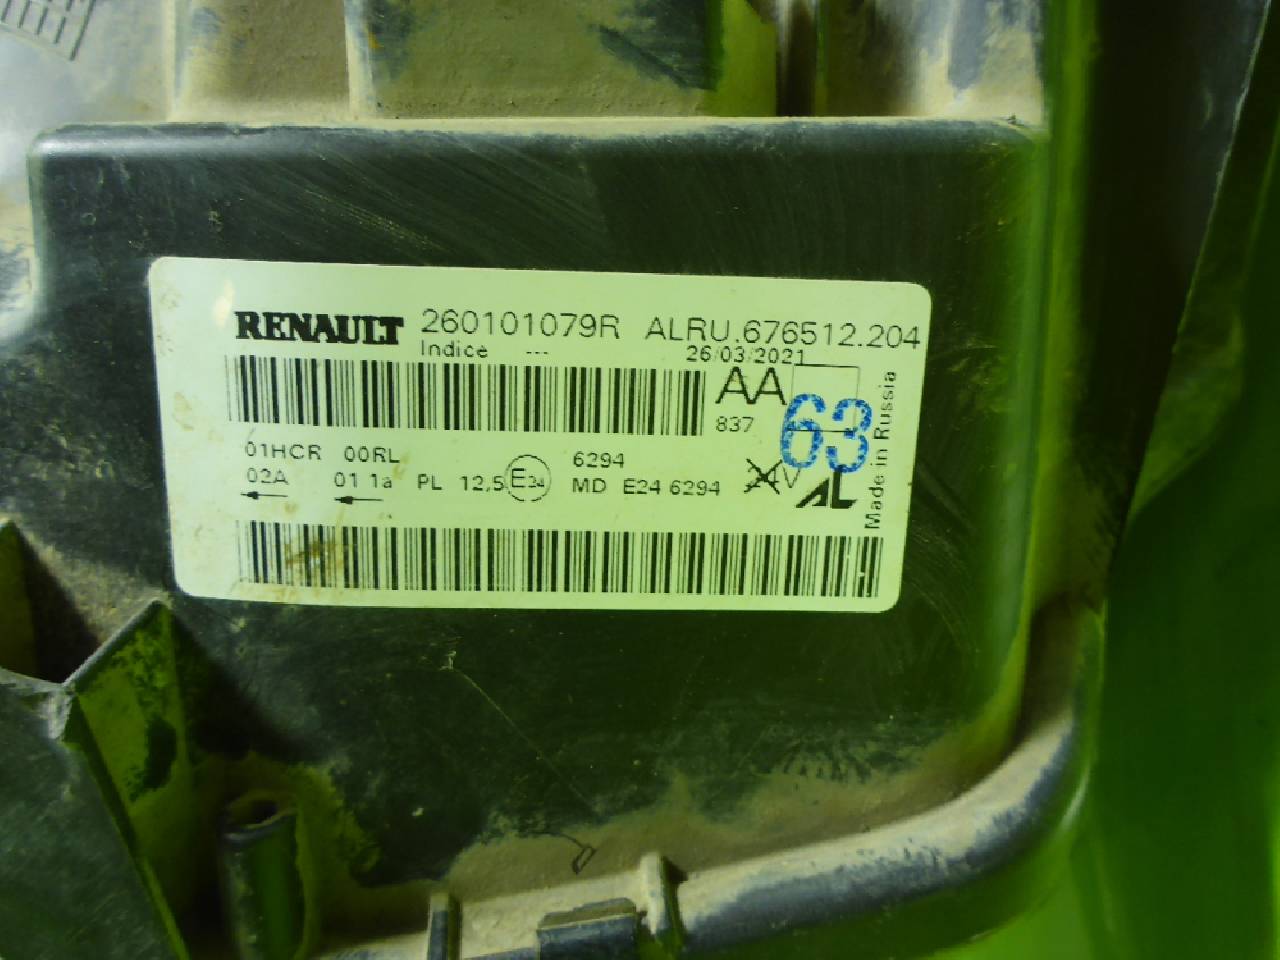 RENAULT 260101079R ALRU.676512.204
Indice --- 26/03/2021
AA
837
63
01HCR 00RL 6294
02A 01 1a PL 12,5 E24 MD E24 6294 24V
AL
Made in Russia